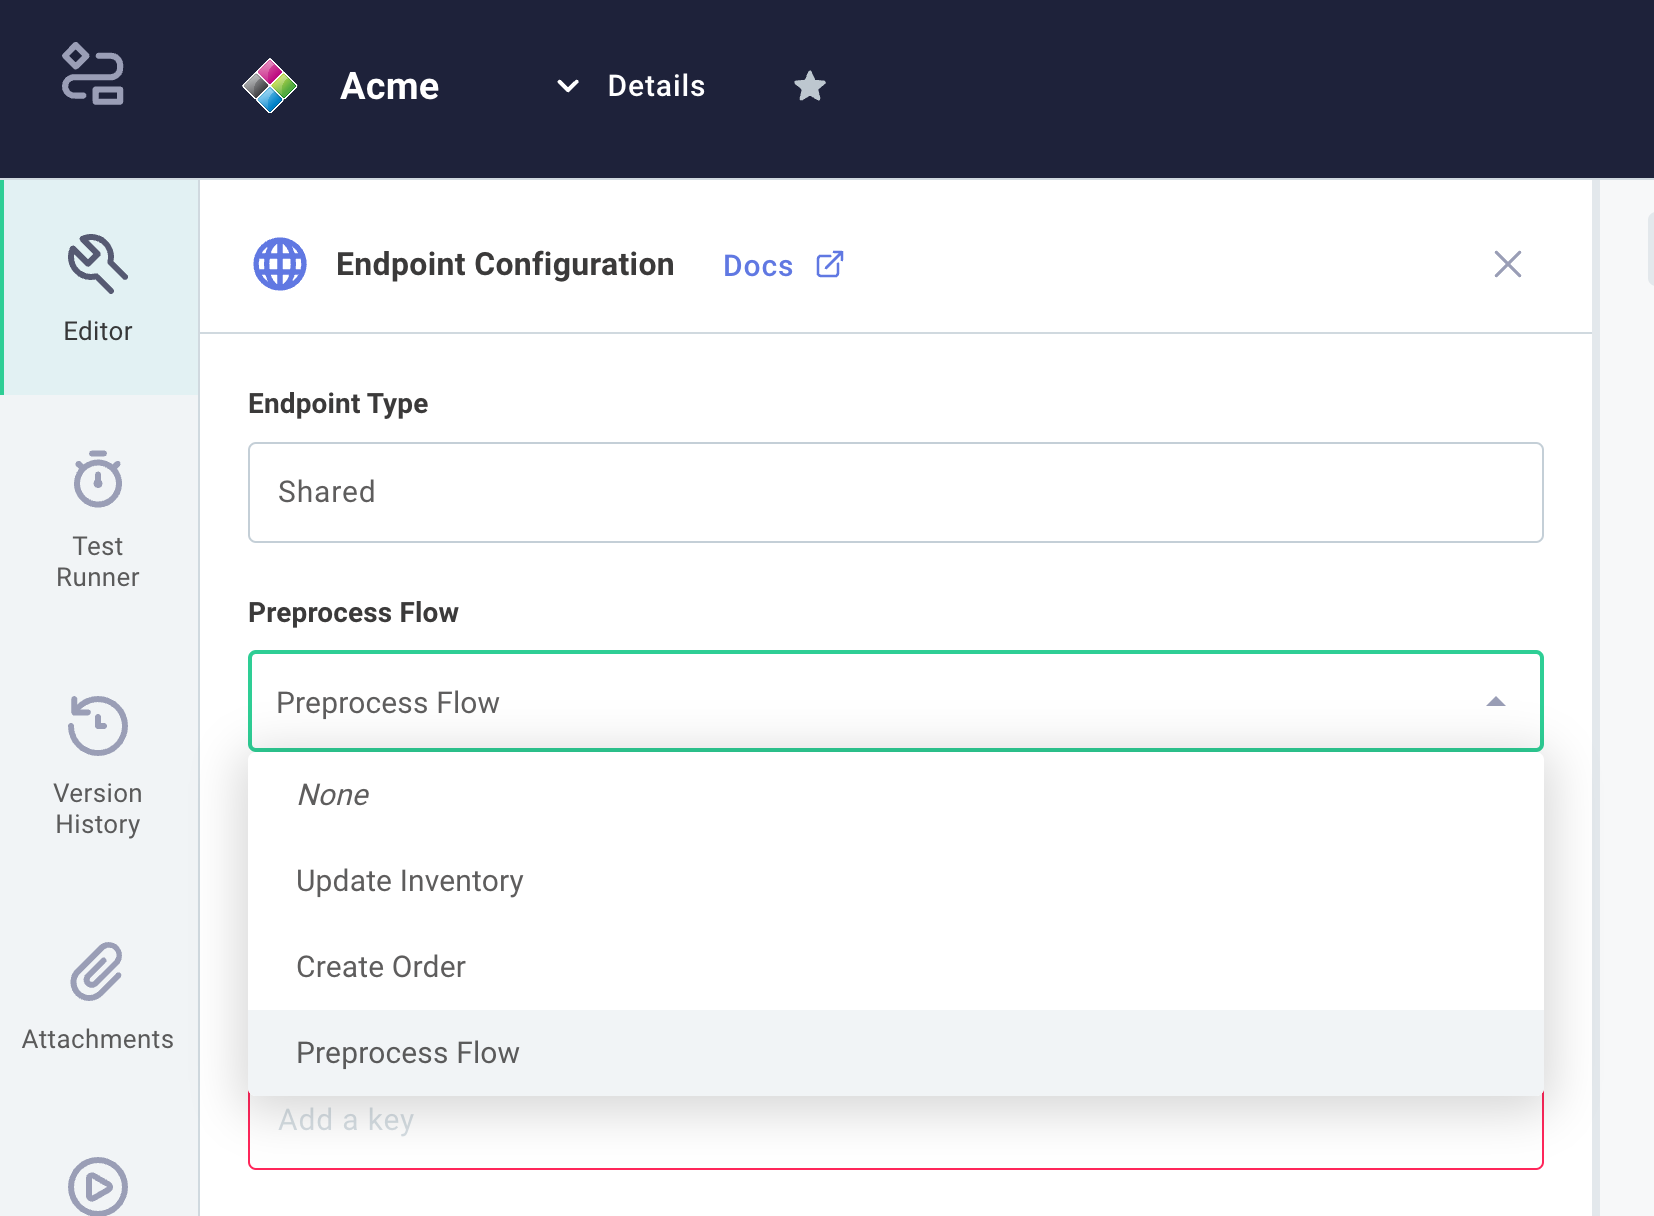 Acme
Details
Editor
Test
Runner
Version
History
Attachments
Endpoint Configuration
Docs
Endpoint Type
Shared
Preprocess Flow
Preprocess Flow
None
Update Inventory
Create Order
Preprocess Flow
Add a key